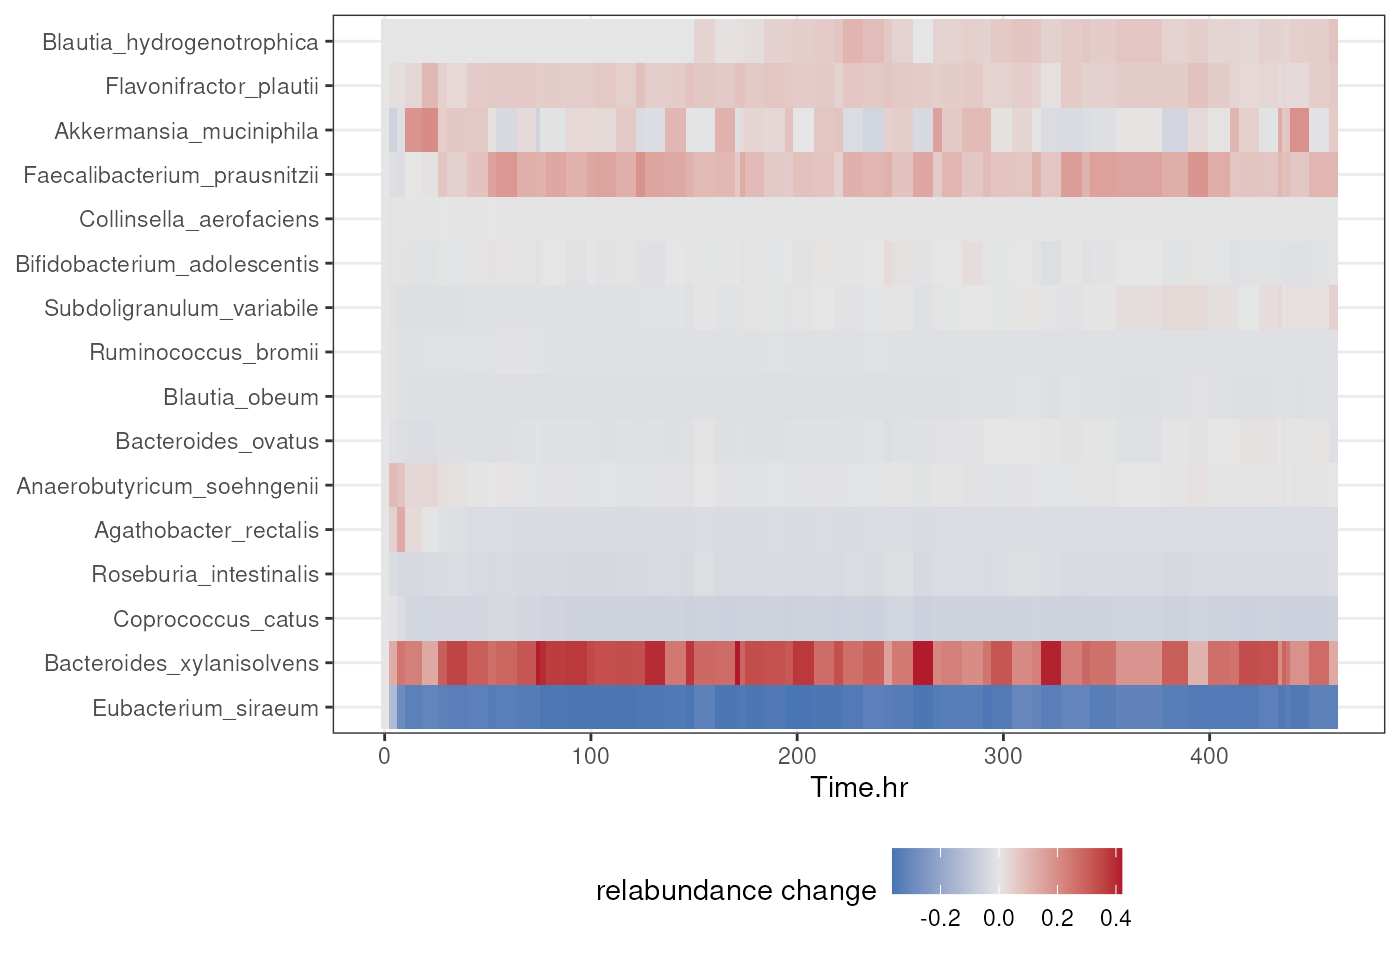 Blautia_hydrogenotrophica
Flavonifractor_plautii
Akkermansia_muciniphila
Faecalibacterium_prausnitzii
Collinsella_aerofaciens
Bifidobacterium_adolescentis
Subdoligranulum_variabile
Ruminococcus_bromii
Blautia_obeum
Bacteroides_ovatus
Anaerobutyricum_soehngenii
Agathobacter_rectalis
Roseburia_intestinalis
Coprococcus_catus
Bacteroides_xylanisolvens
Eubacterium_siraeum
0 100 200 300 400
Time.hr
relabundance change
-0.2 0.0 0.2 0.4